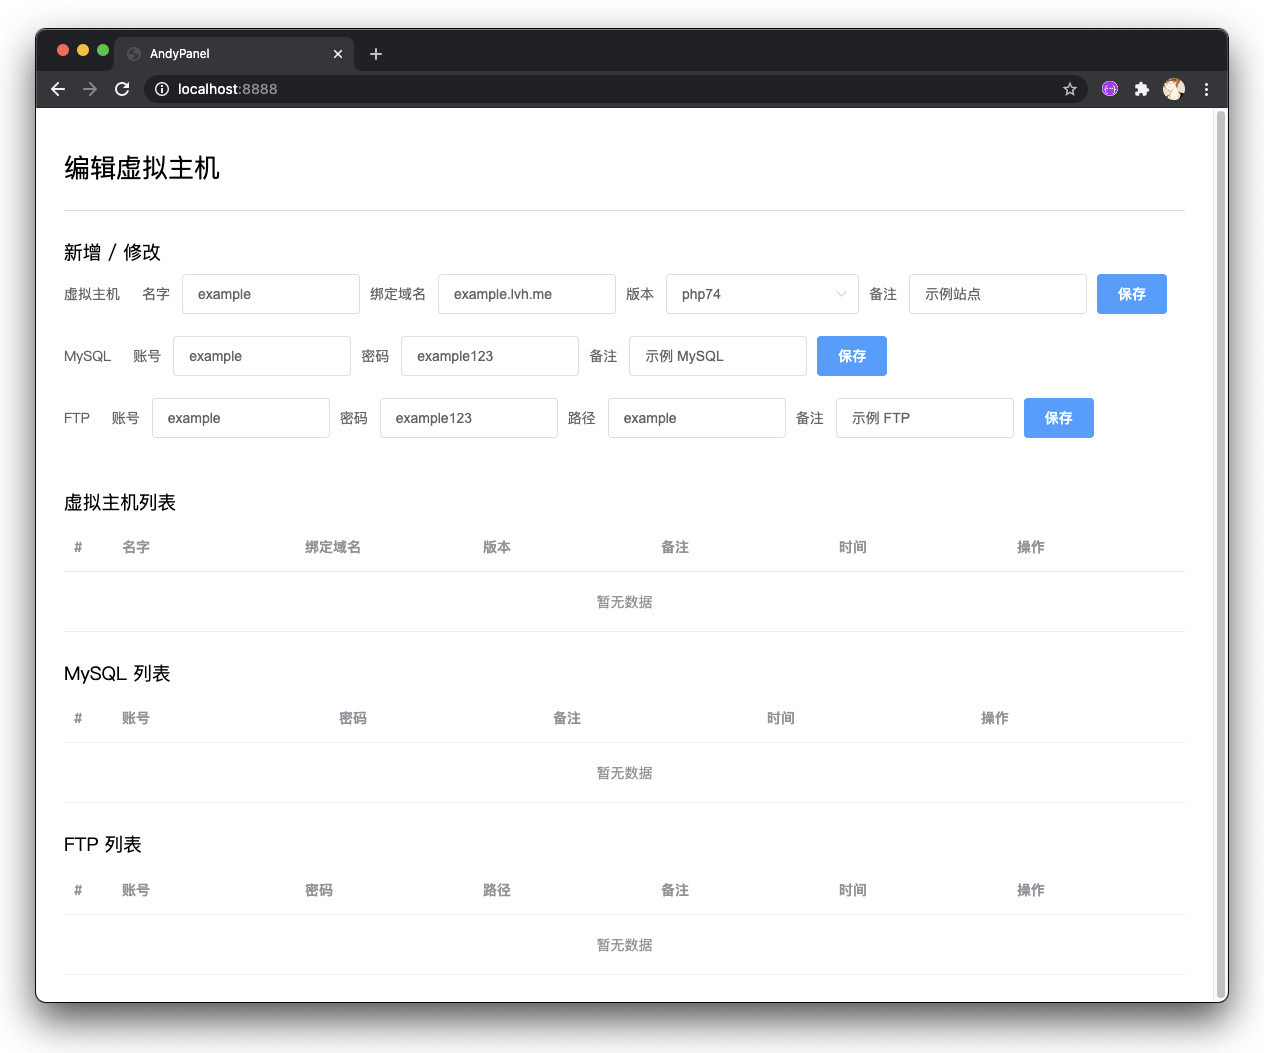 AndyPanel
localhost:8888
编辑虚拟主机
新增 / 修改
虚拟主机 名字 example 绑定域名 example.lvh.me 版本 php74 备注 示例站点 保存
MySQL 账号 example 密码 example123 备注 示例 MySQL 保存
FTP 账号 example 密码 example123 路径 example 备注 示例 FTP 保存
虚拟主机列表
# 名字 绑定域名 版本 备注 时间 操作
暂无数据
MySQL 列表
# 账号 密码 备注 时间 操作
暂无数据
FTP 列表
# 账号 密码 路径 备注 时间 操作
暂无数据